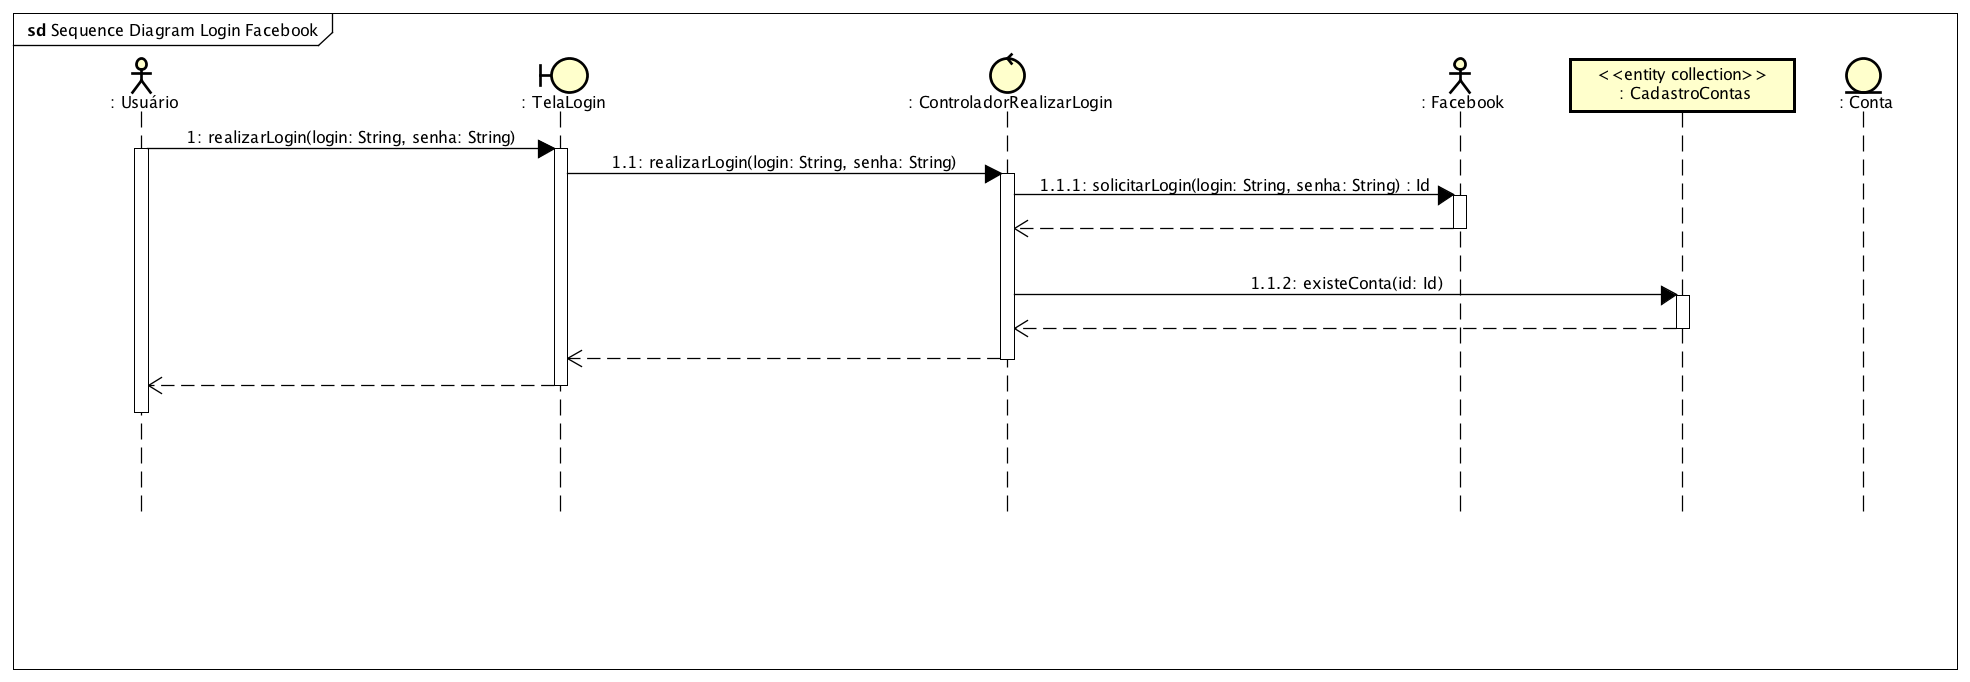 sd Sequence Diagram Login Facebook
: Usuário
: TelaLogin
: ControladorRealizarLogin
: Facebook
<<entity collection>>
: CadastroContas
: Conta
1: realizarLogin(login: String, senha: String)
1.1: realizarLogin(login: String, senha: String)
1.1.1: solicitarLogin(login: String, senha: String) : Id
1.1.2: existeConta(id: Id)